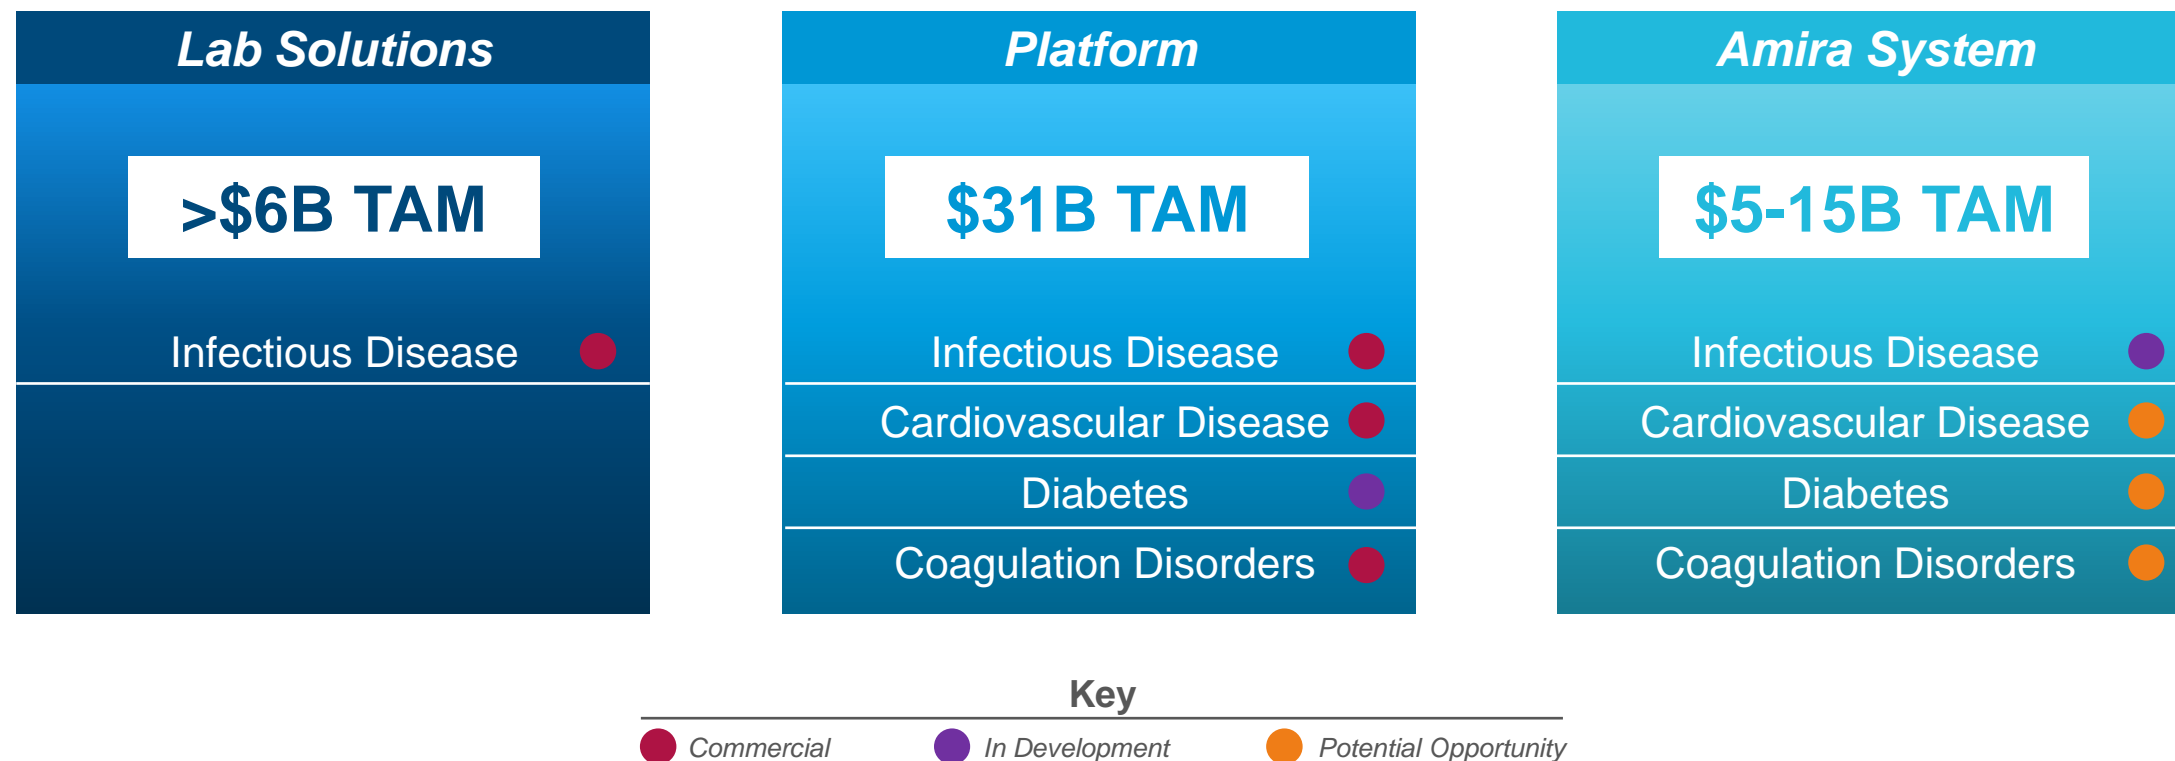 Lab Solutions
>$6B TAM
Infectious Disease
Platform
$31B TAM
Infectious Disease
Cardiovascular Disease
Diabetes
Coagulation Disorders
Amira System
$5-15B TAM
Infectious Disease
Cardiovascular Disease
Diabetes
Coagulation Disorders
Key
Commercial
In Development
Potential Opportunity